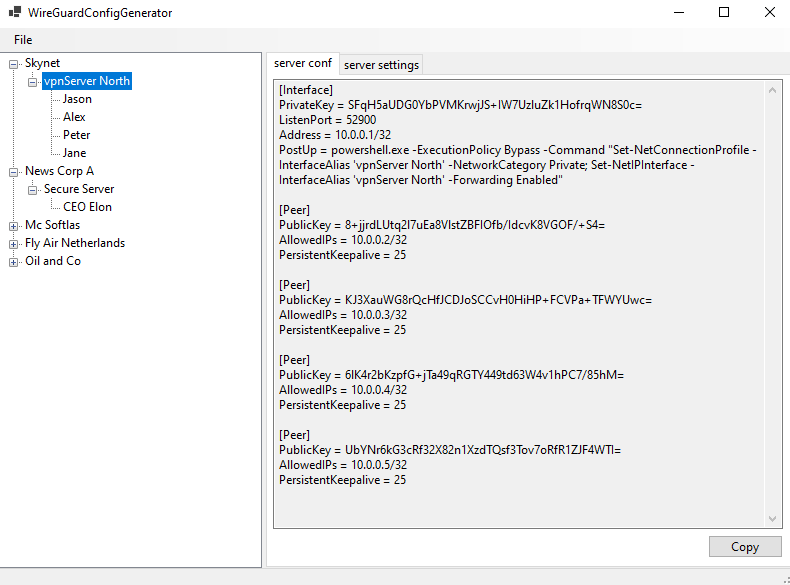 WireGuardConfigGenerator
File
Skynet
vpnServer North
Jason
Alex
Peter
Jane
News Corp A
Secure Server
CEO Elon
Mc Softlas
Fly Air Netherlands
Oil and Co
server conf
server settings
[Interface]
PrivateKey = SFqH5aUDG0YbPVMKrwjJS+IW7UzIuZk1HofrqWN8S0c=
ListenPort = 52900
Address = 10.0.0.1/32
PostUp = powershell.exe -ExecutionPolicy Bypass -Command "Set-NetConnectionProfile -
InterfaceAlias 'vpnServer North' -NetworkCategory Private; Set-NetIPInterface -
InterfaceAlias 'vpnServer North' -Forwarding Enabled"
[Peer]
PublicKey = 8+jjrdLUtq2I7uEa8VIstZBFIOfb/IdcvK8VGOF/+S4=
AllowedIPs = 10.0.0.2/32
PersistentKeepalive = 25
[Peer]
PublicKey = KJ3XauWG8rQcHfJCDJoSCCvH0HiHP+FCVPa+TFWYUwc=
AllowedIPs = 10.0.0.3/32
PersistentKeepalive = 25
[Peer]
PublicKey = 6IK4r2bKzpfG+jTa49qRGTY449td63W4v1hPC7/85hM=
AllowedIPs = 10.0.0.4/32
PersistentKeepalive = 25
[Peer]
PublicKey = UbYNr6kG3cRf32X82n1XzdTQsf3Tov7oRfR1ZJF4WTI=
AllowedIPs = 10.0.0.5/32
PersistentKeepalive = 25
Copy